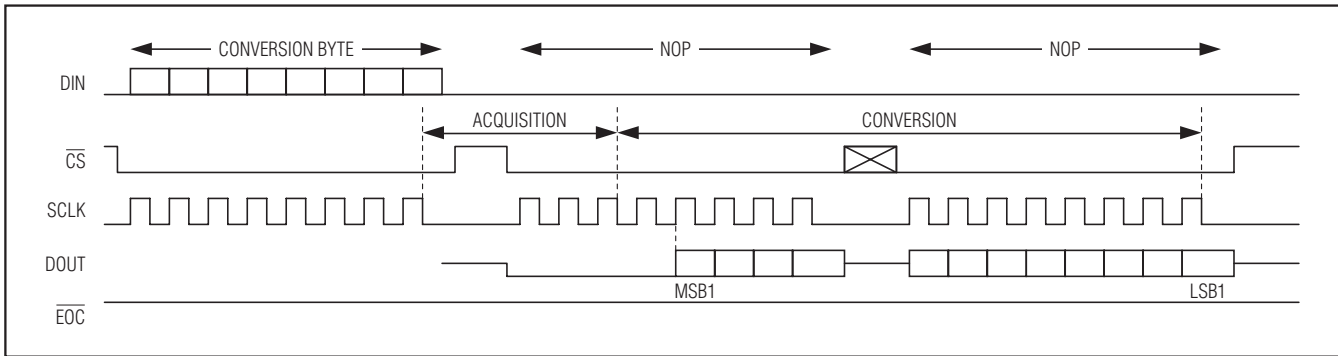 CONVERSION BYTE
NOP
NOP
DIN
ACQUISITION
CONVERSION
CS
SCLK
DOUT
MSB1
LSB1
EOC